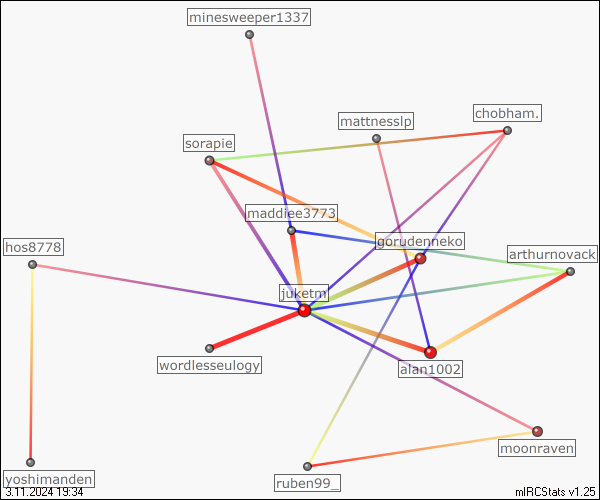 minesweeper1337
chobham.
mattnesslp
sorapie
maddiee3773
gorudenneko
hos8778
arthurnovack
juketm
wordlesseulogy
alan1002
moonraven
yoshimanden
ruben99_
3.11.2024 19:34
mIRCStats v1.25